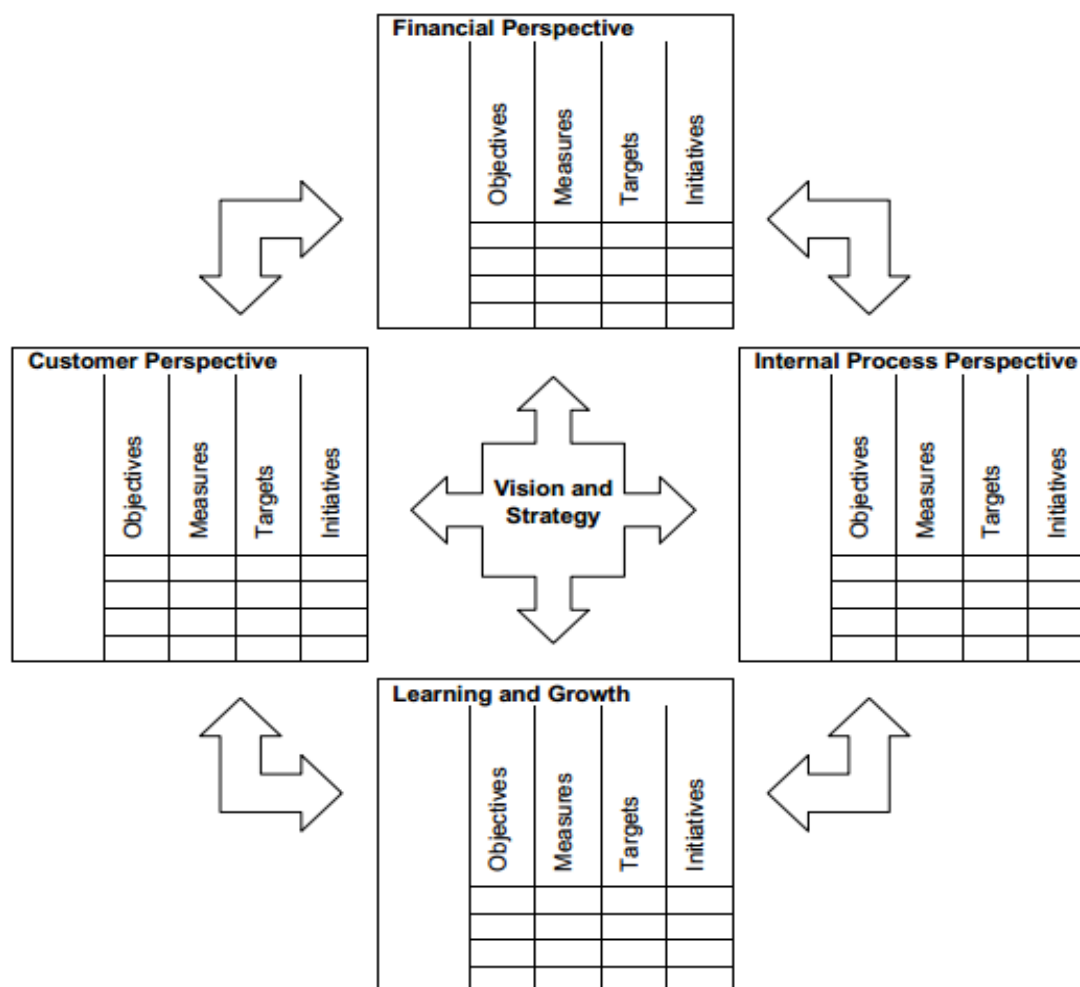 Financial Perspective
Objectives
Measures
Targets
Initiatives
Customer Perspective
Objectives
Measures
Targets
Initiatives
Vision and
Strategy
Internal Process Perspective
Objectives
Measures
Targets
Initiatives
Learning and Growth
Objectives
Measures
Targets
Initiatives